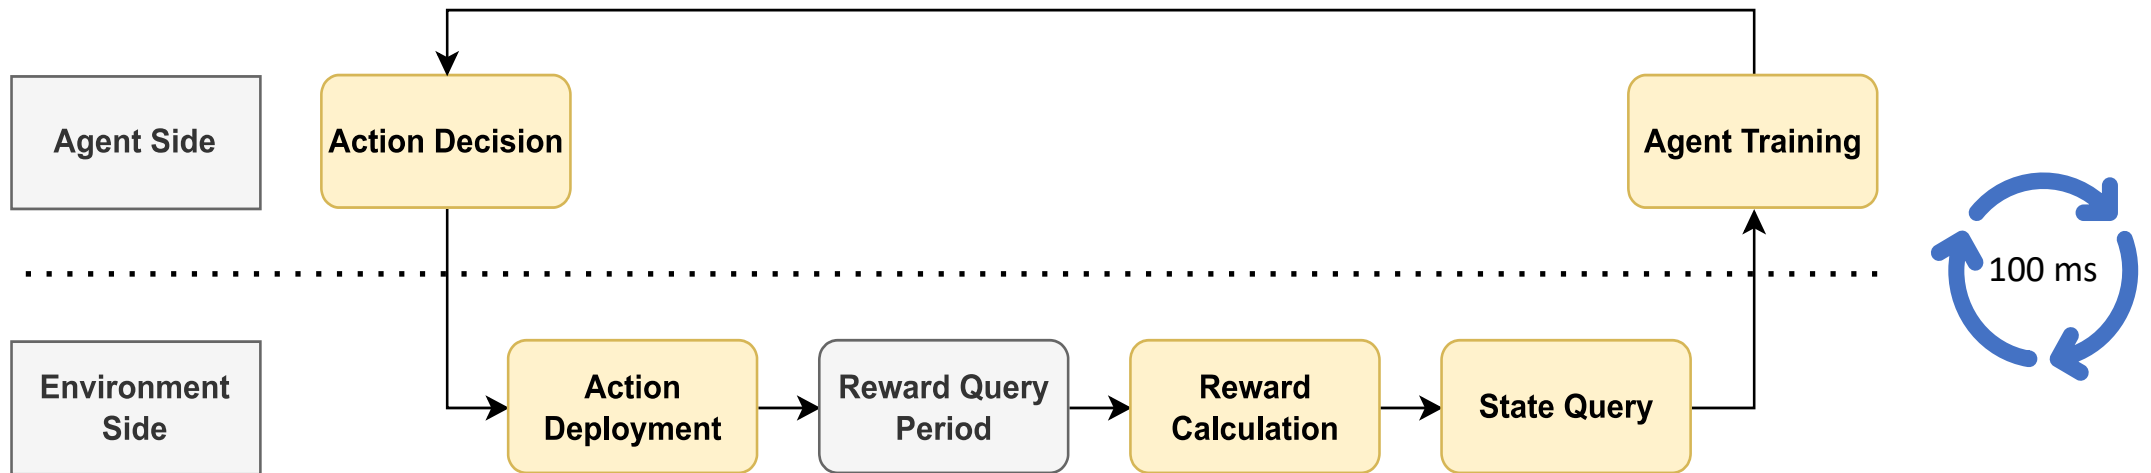 Agent Side
Action Decision
Agent Training
100 ms
Environment
Side
Action
Deployment
Reward Query
Period
Reward
Calculation
State Query